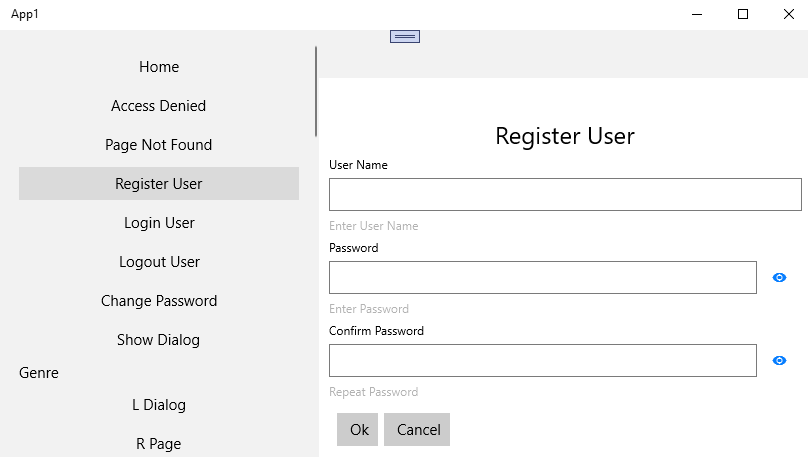 App1
Home
Access Denied
Page Not Found
Register User
Login User
Logout User
Change Password
Show Dialog
Genre
L Dialog
R Page
Register User
User Name
Enter User Name
Password
Enter Password
Confirm Password
Repeat Password
Ok Cancel